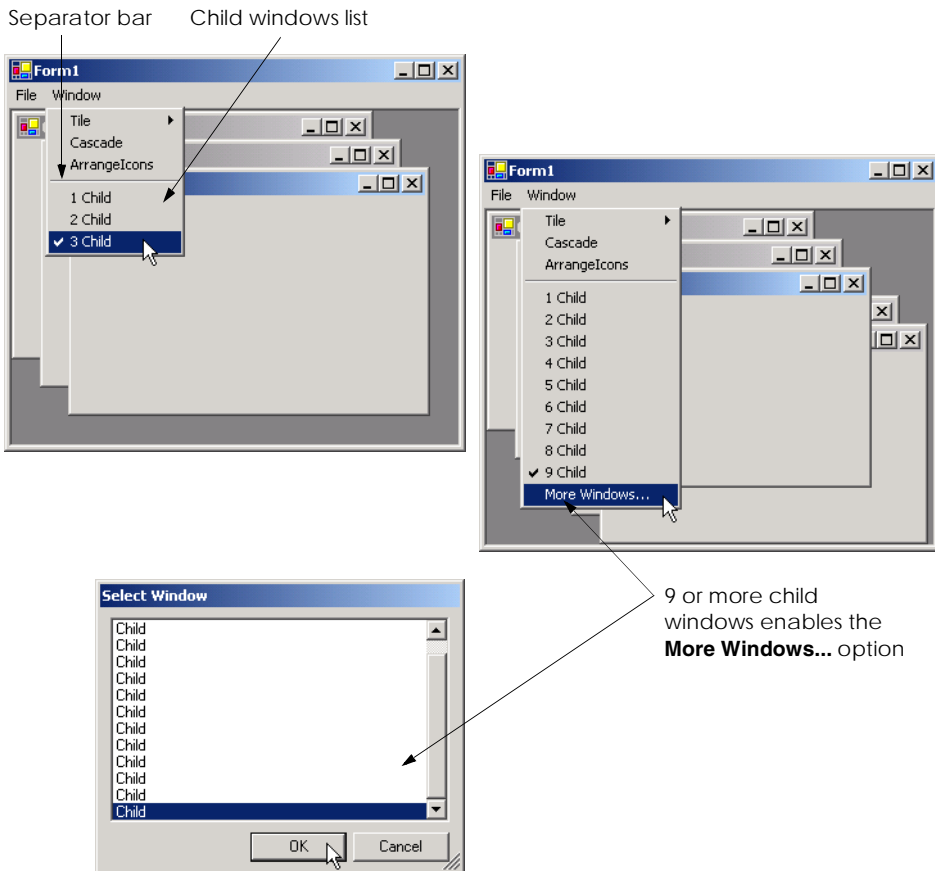 Separator bar
Child windows list
Form1
File Window
Tile
Cascade
ArrangeIcons
1 Child
2 Child
3 Child
Form1
File Window
Tile
Cascade
ArrangeIcons
1 Child
2 Child
3 Child
4 Child
5 Child
6 Child
7 Child
8 Child
9 Child
More Windows...
9 or more child
windows enables the
More Windows... option
Select Window
Child
Child
Child
Child
Child
Child
Child
Child
Child
Child
Child
Child
OK
Cancel